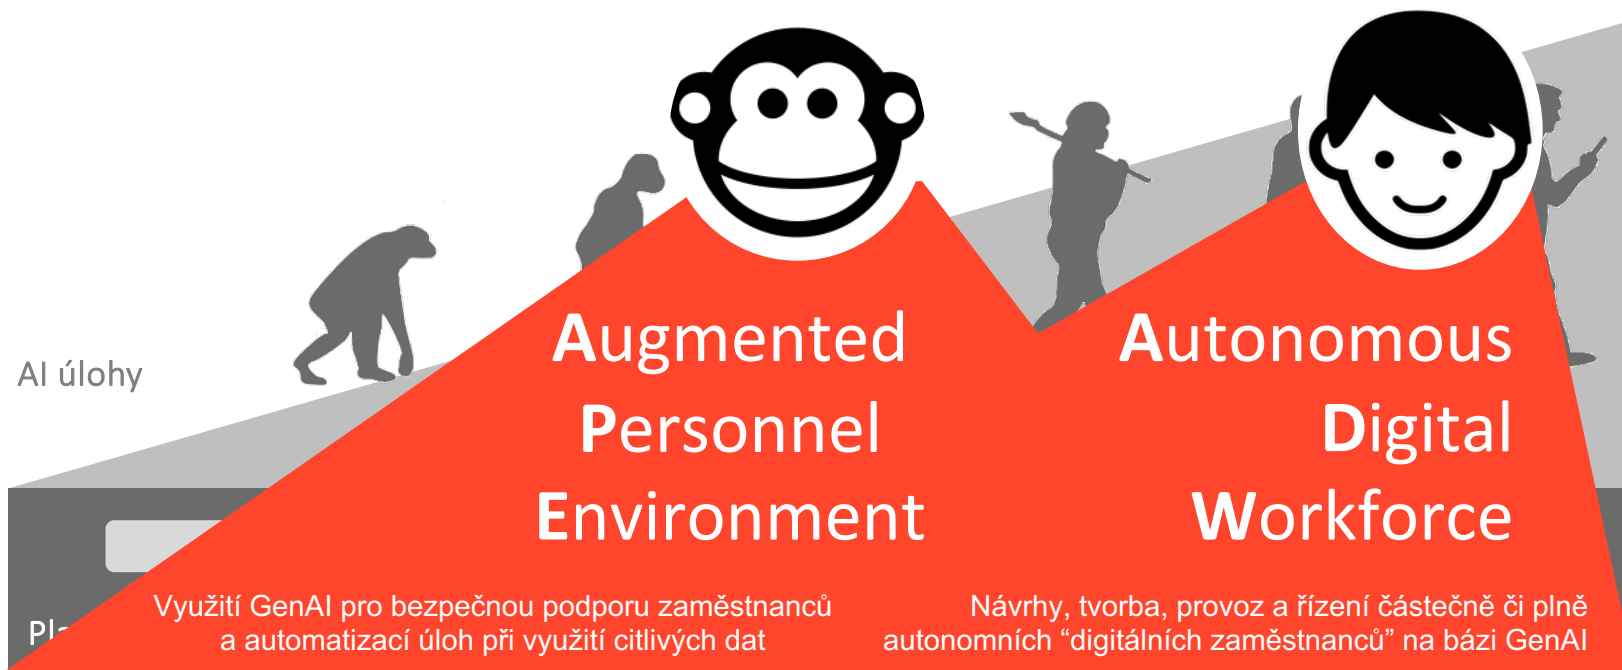 AI úlohy
Augmented
Personnel
Environment
Využití GenAI pro bezpečnou podporu zaměstnanců
a automatizací úloh při využití citlivých dat
Autonomous
Digital
Workforce
Návrhy, tvorba, provoz a řízení částečně či plně
autonomních “digitálních zaměstnanců” na bázi GenAI